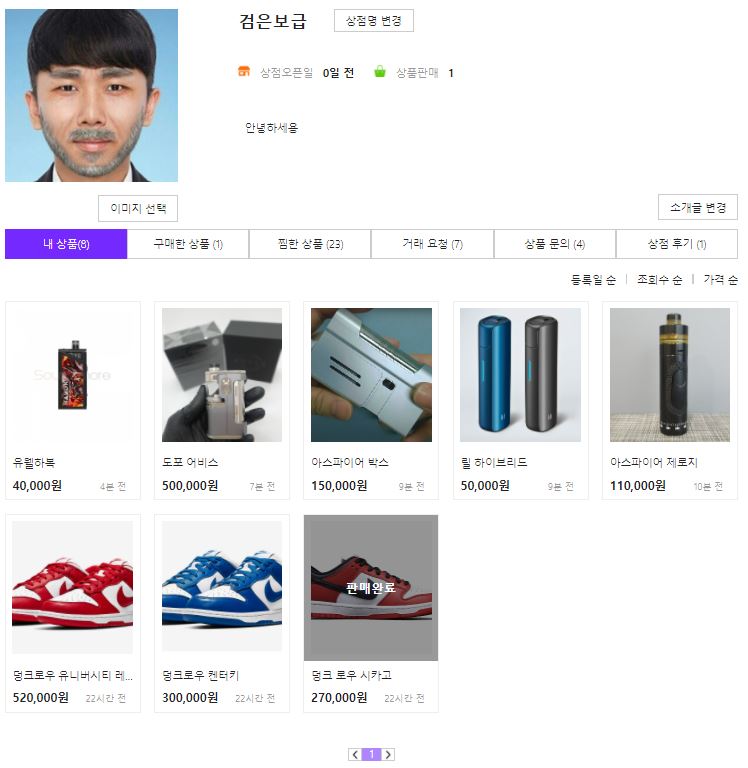 검은보급
상점명 변경
상점오픈일 0일 전 상품판매 1
안녕하세용
이미지 선택
소개글 변경
내 상품(8) 구매한 상품 (1) 찜한 상품 (23) 거래 요청 (7) 상품 문의 (4) 상점 후기 (1)
등록일 순 | 조회수 순 | 가격 순
유웰하복
40,000원 4분 전
도포 어비스
500,000원 7분 전
아스파이어 박스
150,000원 9분 전
릴 하이브리드
50,000원 9분 전
아스파이어 제로지
110,000원 10분 전
덩크로우 유니버시티 레...
520,000원 22시간 전
덩크로우 켄터키
300,000원 22시간 전
판매완료
덩크 로우 시카고
270,000원 22시간 전
< 1 >